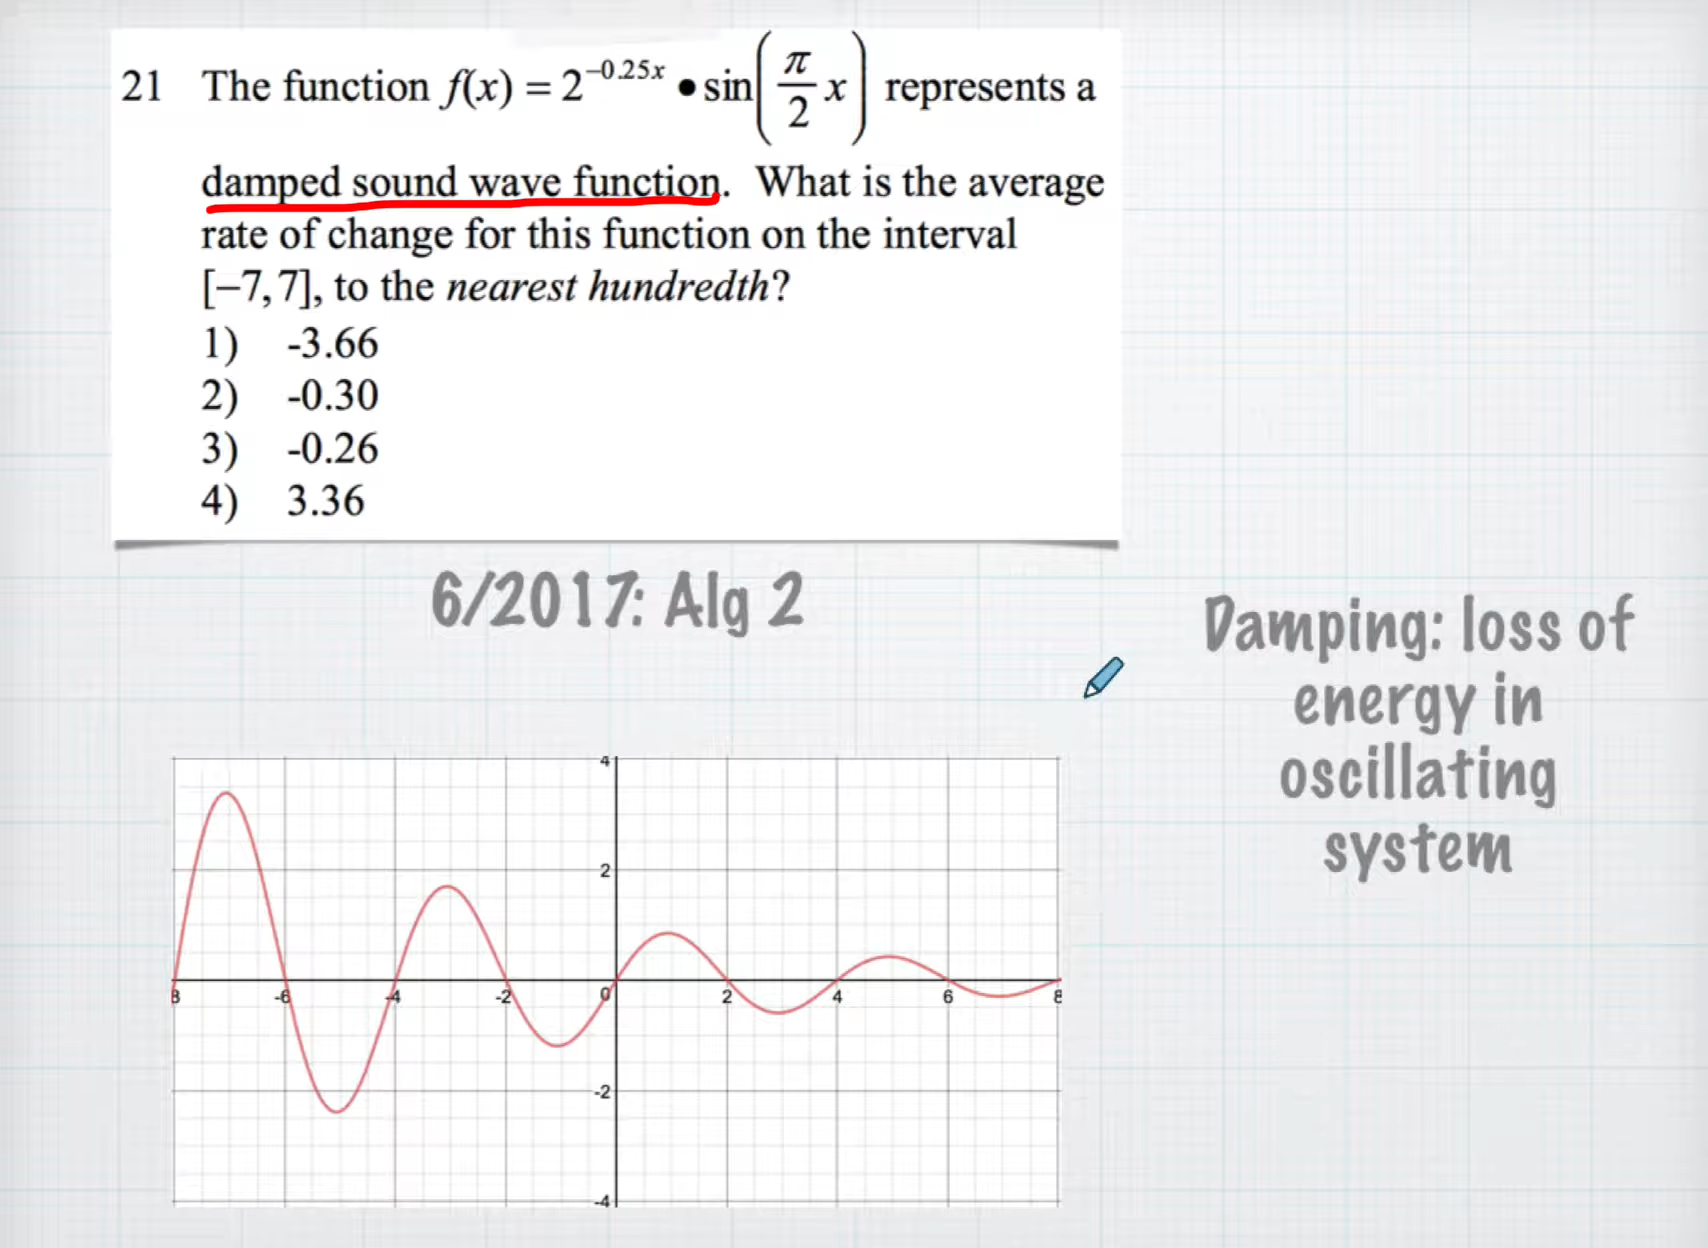 21 The function f(x) = 2^{-0.25x} • sin(π/2 x) represents a
damped sound wave function. What is the average
rate of change for this function on the interval
[−7,7], to the nearest hundredth?
1) -3.66
2) -0.30
3) -0.26
4) 3.36
6/2017: Alg 2
Damping: loss of
energy in
oscillating
system
4
2
8 -6 -4 -2 0 2 4 6 8
-2
-4